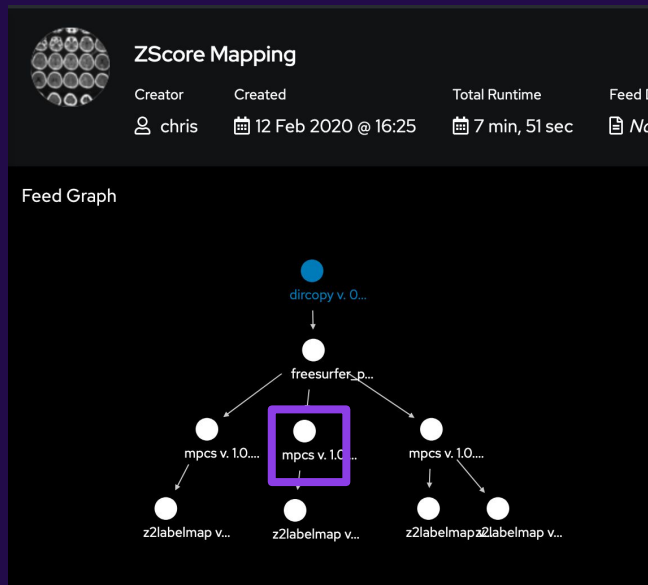 ZScore Mapping
Creator Created Total Runtime Feed
chris 12 Feb 2020 @ 16:25 7 min, 51 sec
Feed Graph
dircopy v. 0...
freesurfer_p...
mpcs v. 1.0.... mpcs v. 1.0.... mpcs v. 1.0....
z2labelmap v... z2labelmap v... z2labelmap v... z2labelmap v...